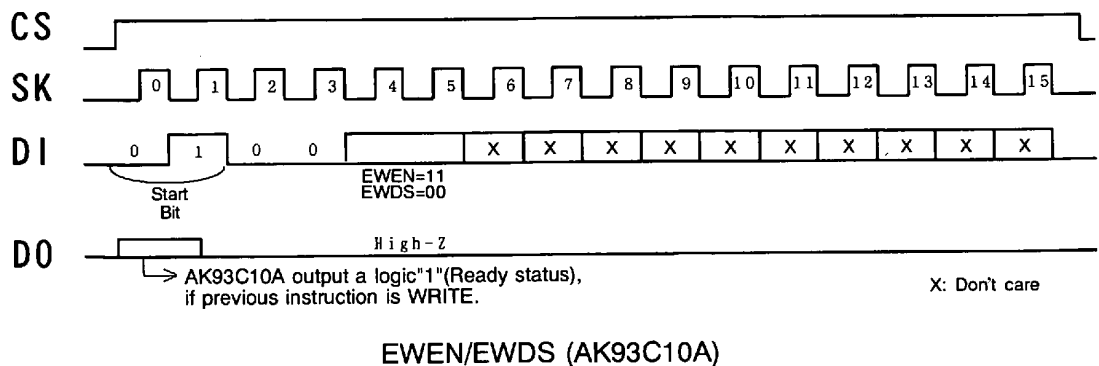 CS
SK 0 1 2 3 4 5 6 7 8 9 10 11 12 13 14 15
DI 0 1 0 0 X X X X X X X X X X
Start
Bit
EWEN=11
EWDS=00
DO High-Z
AK93C10A output a logic"1"(Ready status),
if previous instruction is WRITE.
X: Don't care
EWEN/EWDS (AK93C10A)